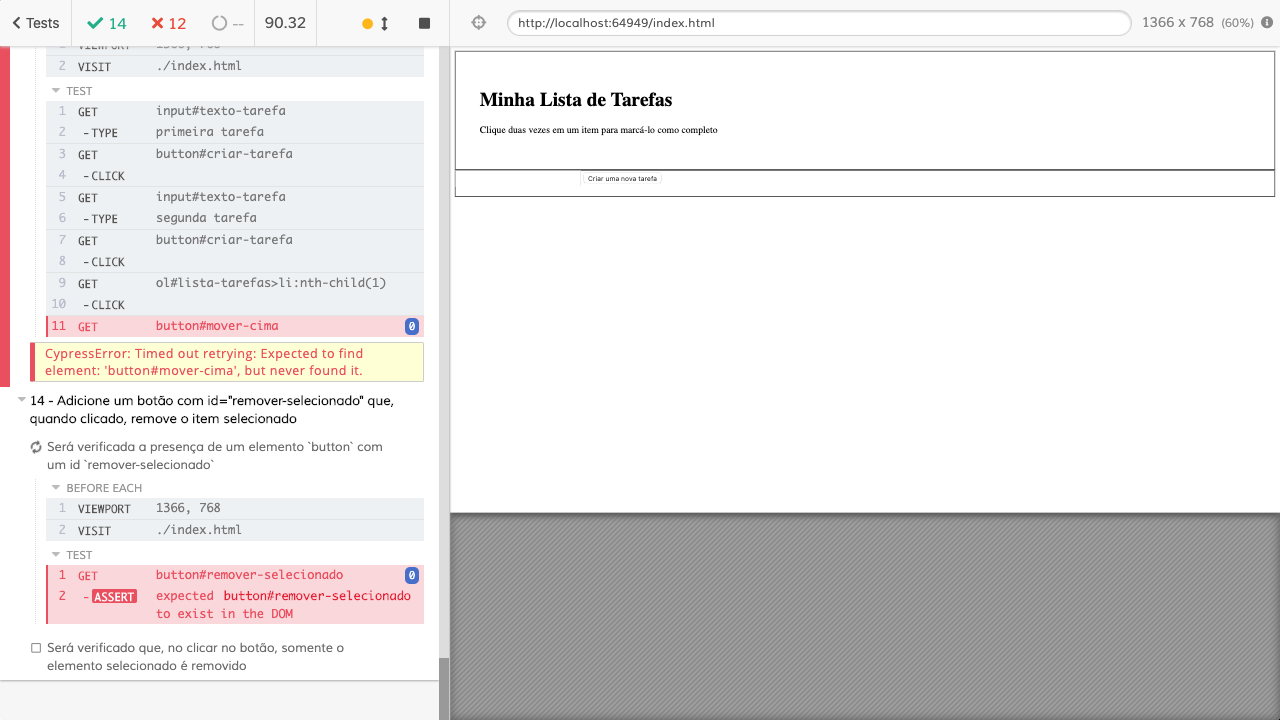 Tests
14
12
--
90.32
http://localhost:64949/index.html
1366 x 768 (60%)
1 VIEWPORT 1366, 768
2 VISIT ./index.html
TEST
1 GET input#texto-tarefa
2 -TYPE primeira tarefa
3 GET button#criar-tarefa
4 -CLICK
5 GET input#texto-tarefa
6 -TYPE segunda tarefa
7 GET button#criar-tarefa
8 -CLICK
9 GET ol#lista-tarefas>li:nth-child(1)
10 -CLICK
11 GET button#mover-cima 0
CypressError: Timed out retrying: Expected to find
element: 'button#mover-cima', but never found it.
14 - Adicione um botão com id="remover-selecionado" que,
quando clicado, remove o item selecionado
Será verificada a presença de um elemento `button` com
um id `remover-selecionado`
BEFORE EACH
1 VIEWPORT 1366, 768
2 VISIT ./index.html
TEST
1 GET button#remover-selecionado 0
2 -ASSERT expected button#remover-selecionado
to exist in the DOM
Será verificado que, no clicar no botão, somente o
elemento selecionado é removido
Minha Lista de Tarefas
Clique duas vezes em um item para marcá-lo como completo
Criar uma nova tarefa